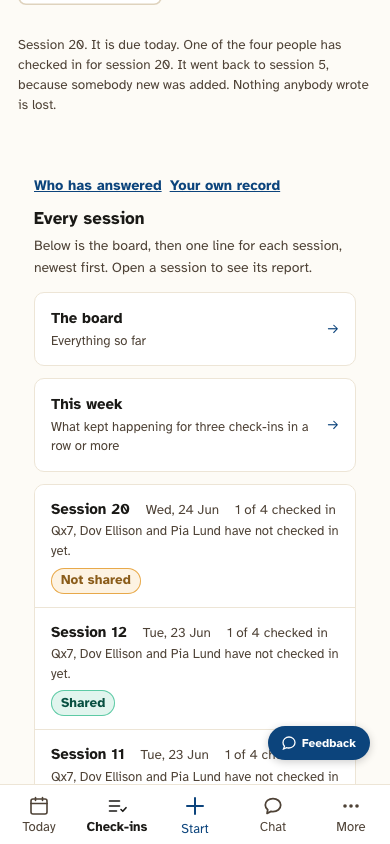 Session 20. It is due today. One of the four people has
checked in for session 20. It went back to session 5,
because somebody new was added. Nothing anybody wrote
is lost.
Who has answered Your own record
Every session
Below is the board, then one line for each session,
newest first. Open a session to see its report.
The board
Everything so far
This week
What kept happening for three check-ins in a
row or more
Session 20 Wed, 24 Jun 1 of 4 checked in
Qx7, Dov Ellison and Pia Lund have not checked in
yet.
Not shared
Session 12 Tue, 23 Jun 1 of 4 checked in
Qx7, Dov Ellison and Pia Lund have not checked in
yet.
Shared
Session 11 Tue, 23 Jun 1 of 4
Feedback
Qx7, Dov Ellison and Pia Lund have not checked in
Today Check-ins Start Chat More